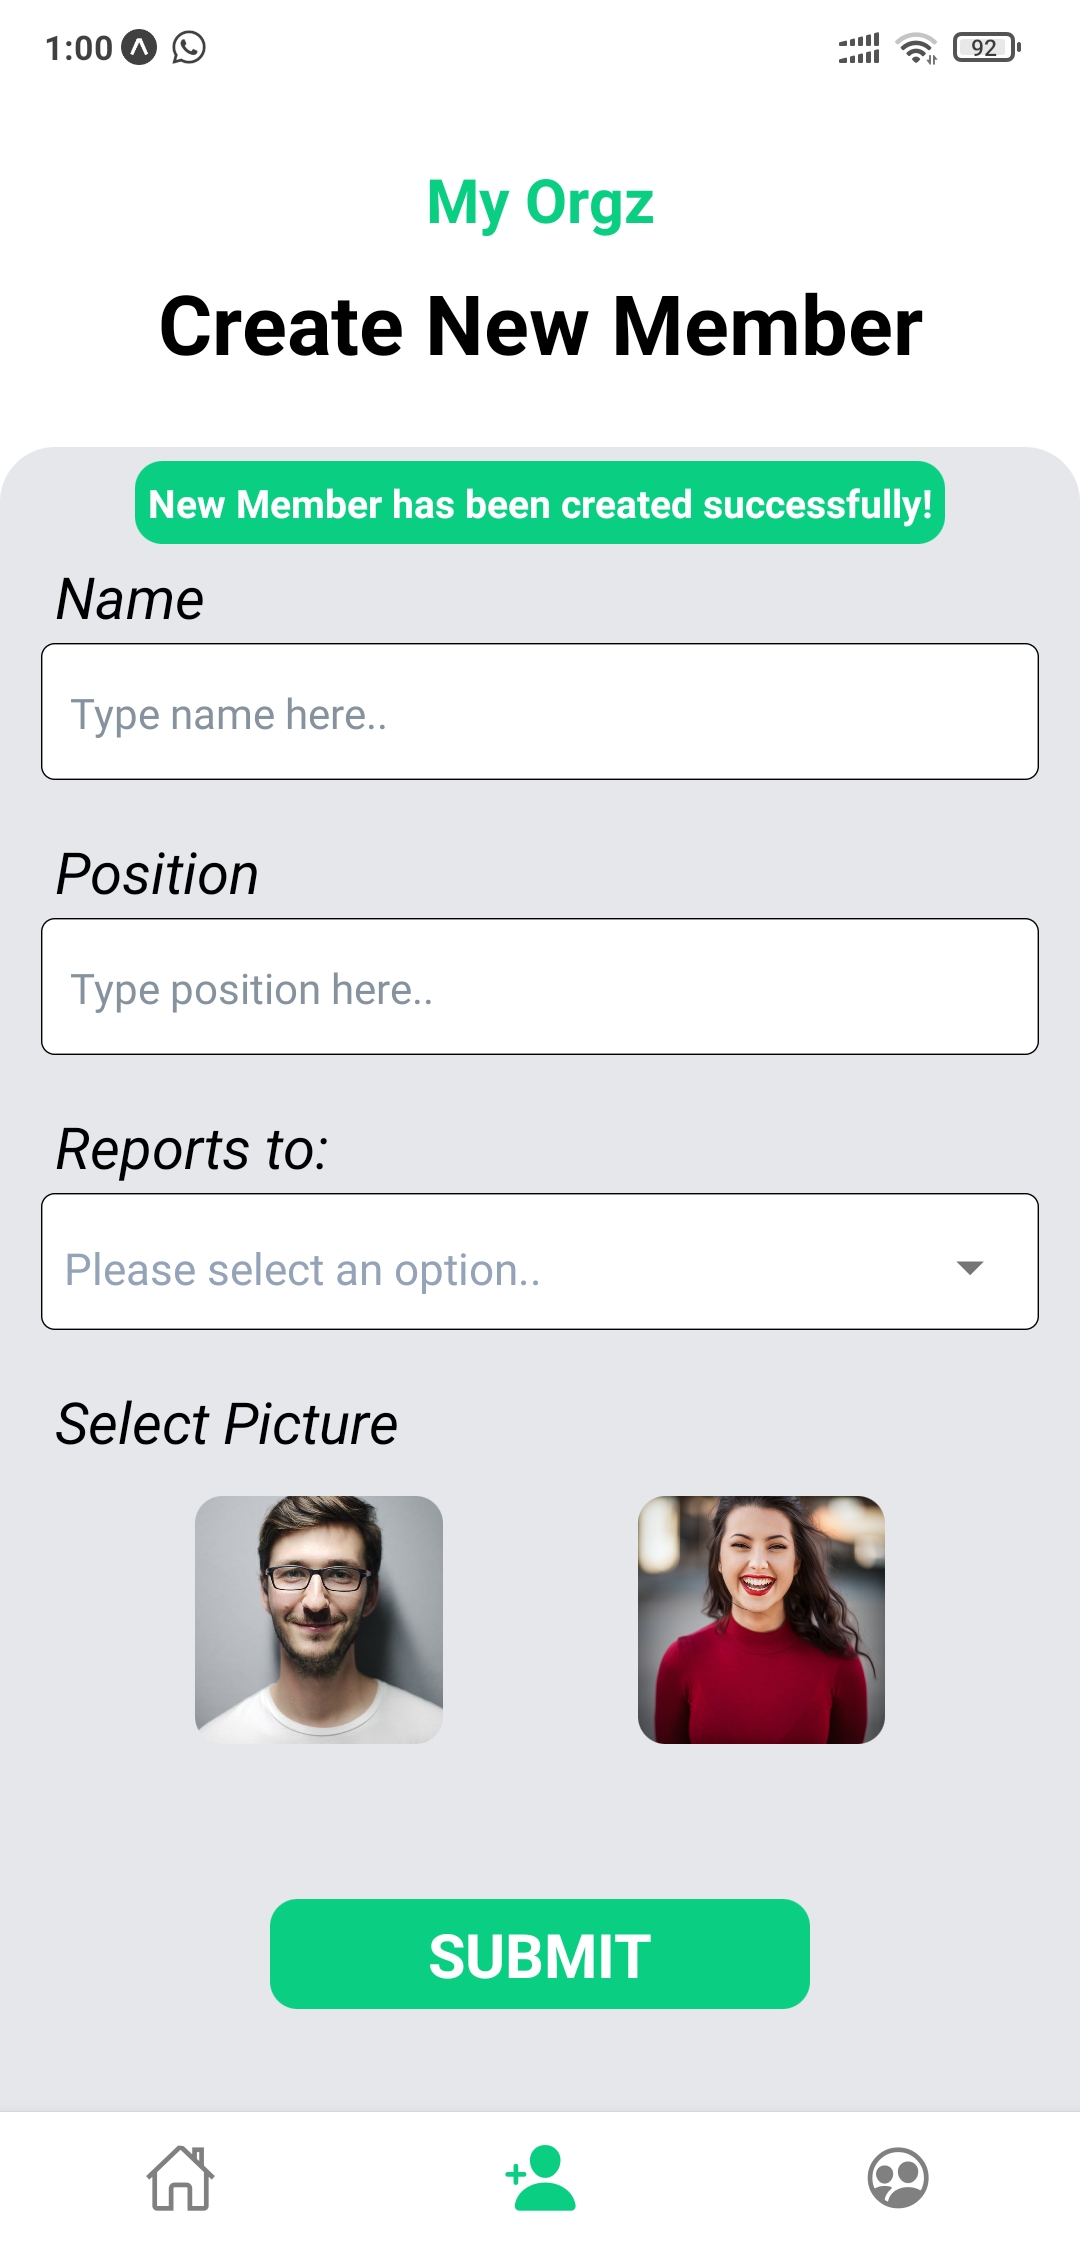 1:00
92
My Orgz
Create New Member
New Member has been created successfully!
Name
Type name here..
Position
Type position here..
Reports to:
Please select an option..
Select Picture
SUBMIT